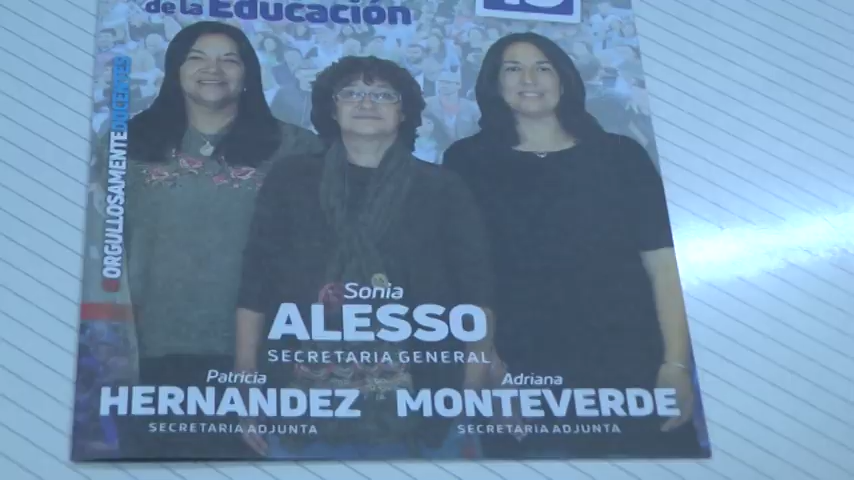 de la Educación
#ORGULLOSAMENTEDOCENTES
Sonia
ALESSO
SECRETARIA GENERAL
Patricia
HERNANDEZ
SECRETARIA ADJUNTA
Adriana
MONTEVERDE
SECRETARIA ADJUNTA